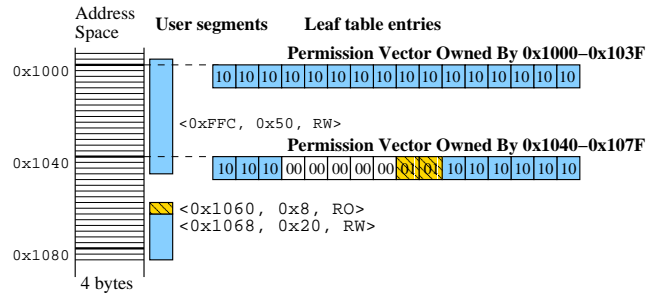 Address
Space
User segments
Leaf table entries
Permission Vector Owned By 0x1000−0x103F
0x1000
10 10 10 10 10 10 10 10 10 10 10 10 10 10 10 10
<0xFFC, 0x50, RW>
Permission Vector Owned By 0x1040−0x107F
0x1040
10 10 10 00 00 00 00 00 01 01 10 10 10 10 10 10
<0x1060, 0x8, RO>
<0x1068, 0x20, RW>
0x1080
4 bytes